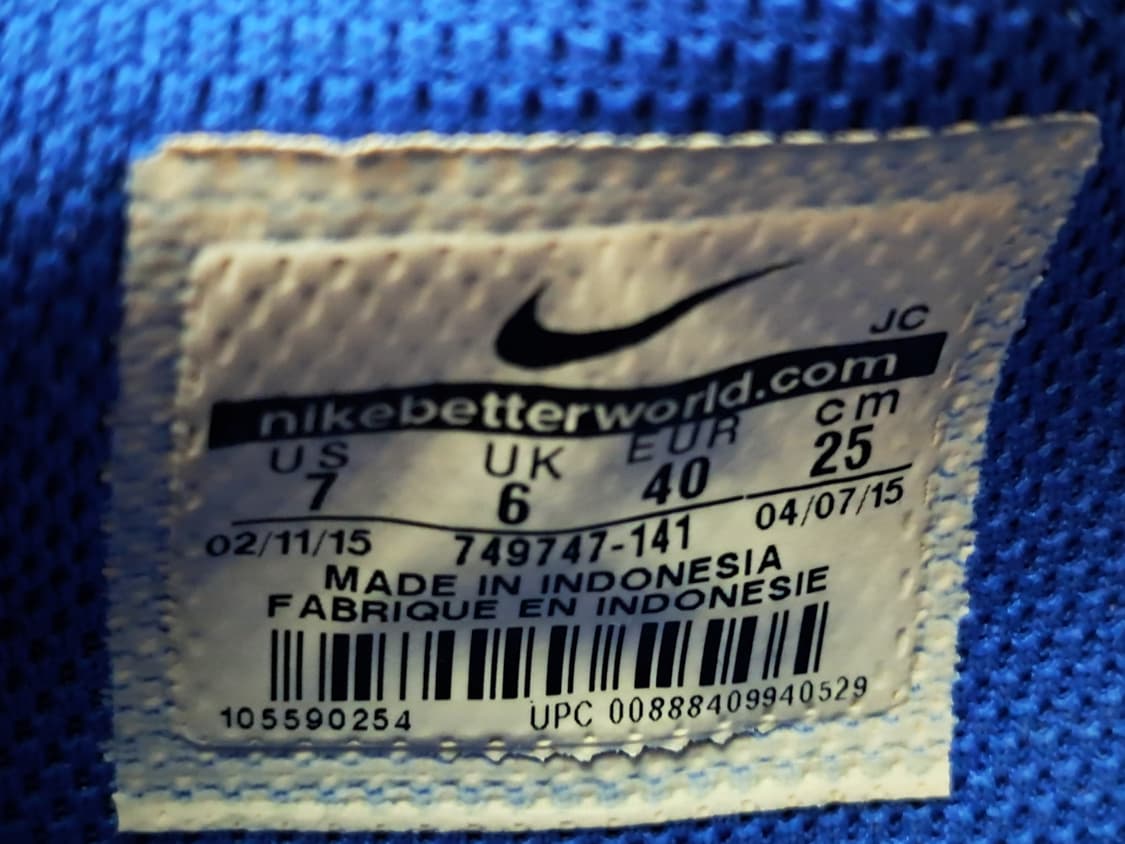 JC
nikebetterworld.com
US UK EUR cm
7 6 40 25
02/11/15 749747-141 04/07/15
MADE IN INDONESIA
FABRIQUE EN INDONESIE
105590254 UPC 00888409940529